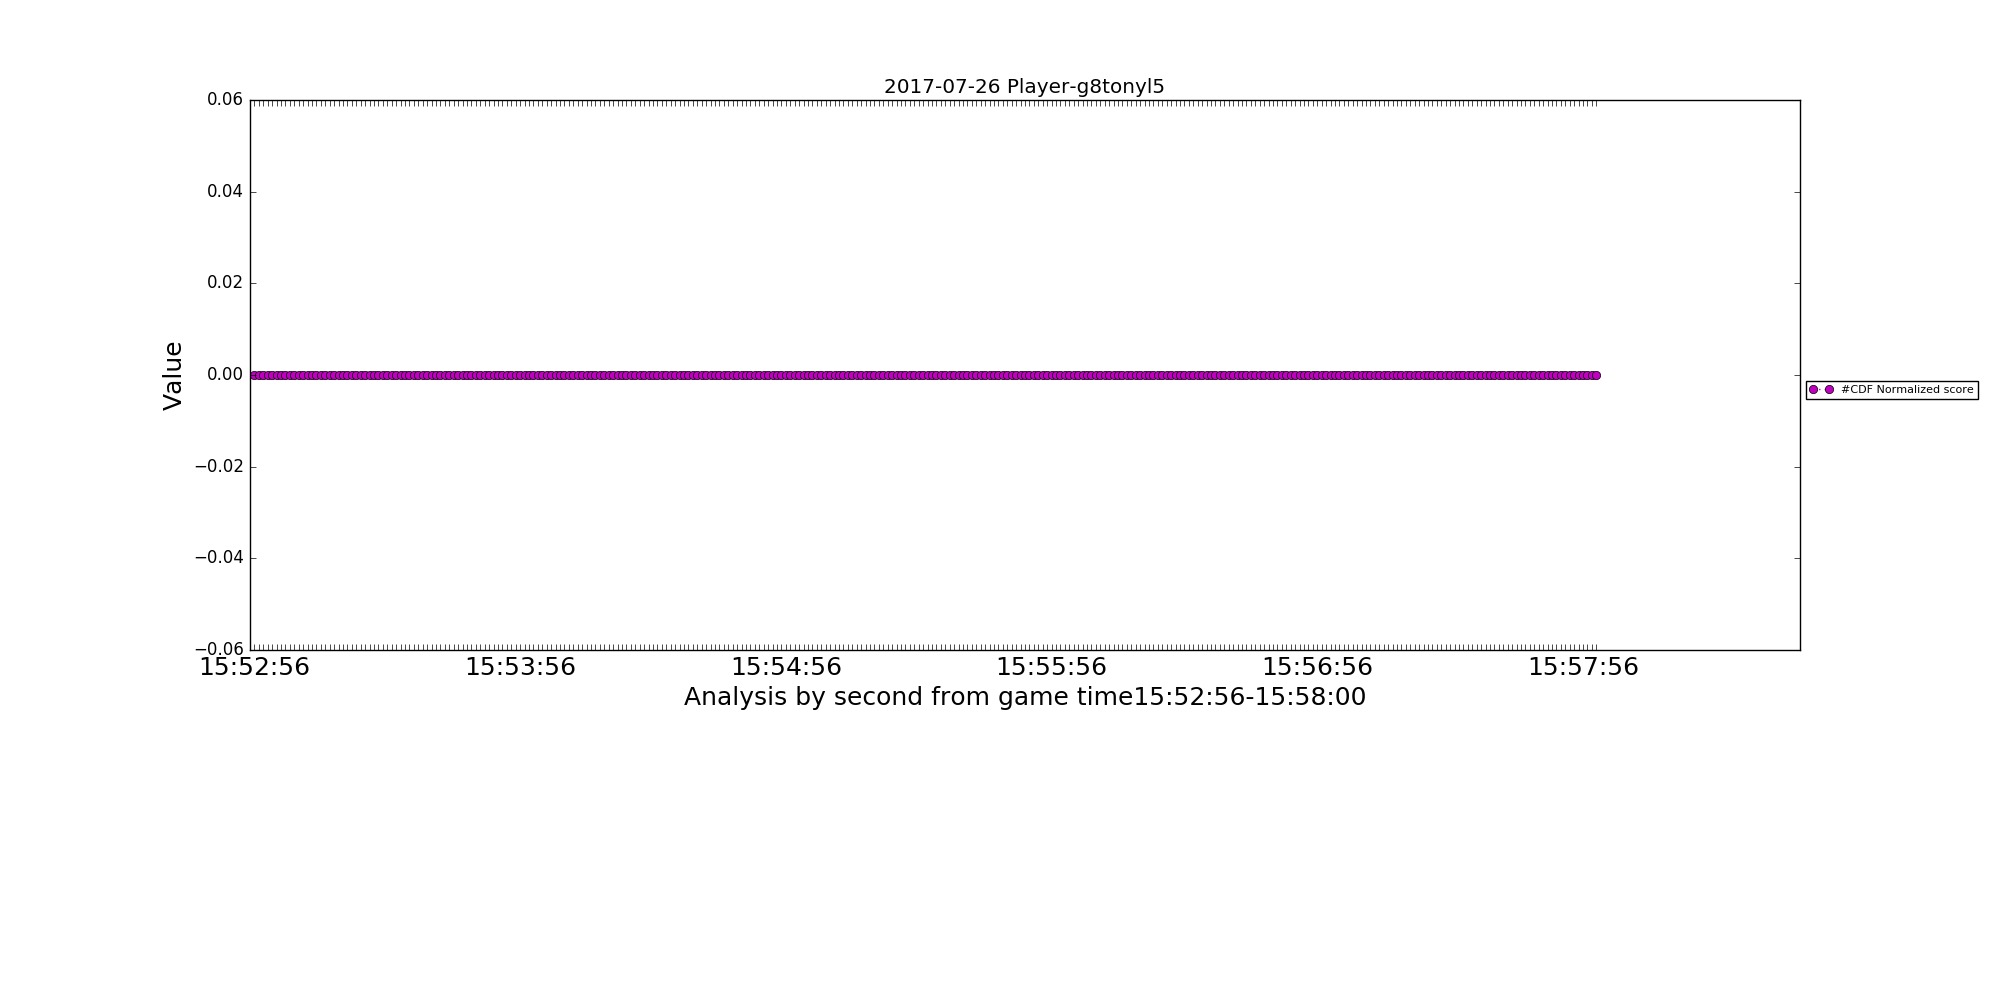 2017-07-26 Player-g8tonyl5
0.06
0.04
0.02
0.00
−0.02
−0.04
−0.06
Value
#CDF Normalized score
15:52:56 15:53:56 15:54:56 15:55:56 15:56:56 15:57:56
Analysis by second from game time15:52:56-15:58:00